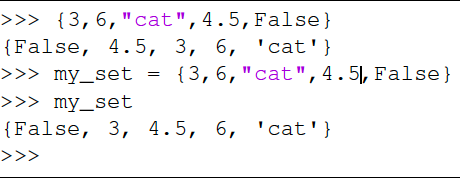 >>> {3,6,"cat",4.5,False}
{False, 4.5, 3, 6, 'cat'}
>>> my_set = {3,6,"cat",4.5,False}
>>> my_set
{False, 3, 4.5, 6, 'cat'}
>>>